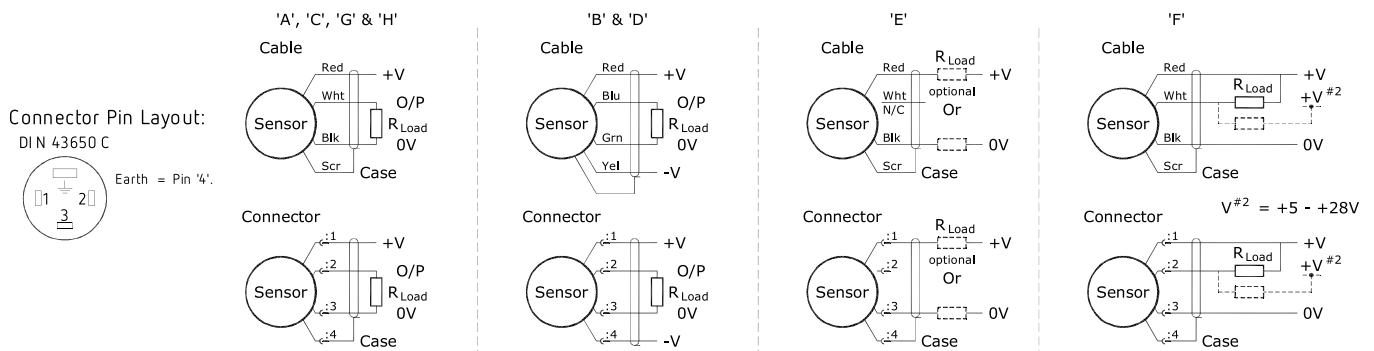 Connector Pin Layout:
DIN 43650 C
1
2
3
Earth = Pin '4'.
'A', 'C', 'G' & 'H'
Cable
Red
+V
Wht
O/P
Sensor
R Load
Blk
0V
Scr
Case
Connector
:1
+V
:2
O/P
Sensor
R Load
:3
0V
:4
Case
'B' & 'D'
Cable
Red
+V
Blu
O/P
Sensor
R Load
Grn
0V
Yel
-V
Case
Connector
:1
+V
:2
O/P
Sensor
R Load
:3
0V
:4
-V
'E'
Cable
R Load
Red
+V
optional
Wht
N/C
Or
Sensor
Blk
0V
Scr
Case
Connector
R Load
:1
+V
optional
:2
Or
Sensor
:3
0V
:4
Case
'F'
Cable
Red
+V
R Load
Wht
+V #2
Sensor
Blk
0V
Scr
Case
V#2 = +5 - +28V
Connector
:1
+V
R Load
:2
+V #2
Sensor
:3
0V
:4
Case